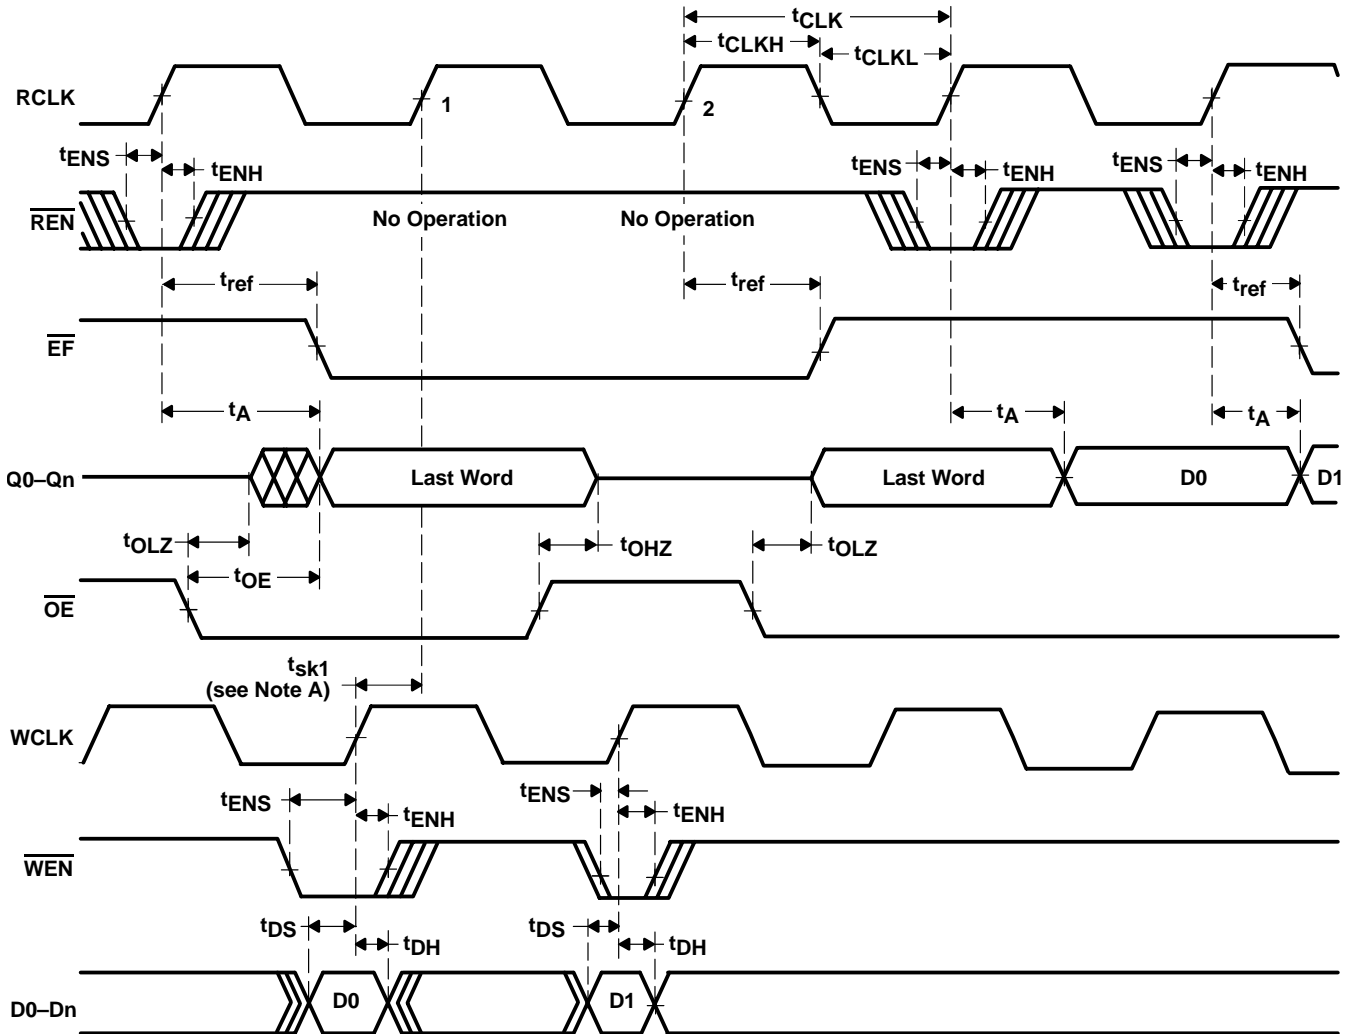 tCLK
tCLKH
tCLKL
RCLK
1
2
tENS
tENH
tENS
tENH
tENS
tENH
REN
No Operation
No Operation
tref
tref
tref
EF
tA
tA
tA
Q0–Qn
Last Word
Last Word
D0
D1
tOLZ
tOHZ
tOLZ
tOE
OE
tsk1
(see Note A)
WCLK
tENS
tENH
tENS
tENH
WEN
tDS
tDH
tDS
tDH
D0–Dn
D0
D1